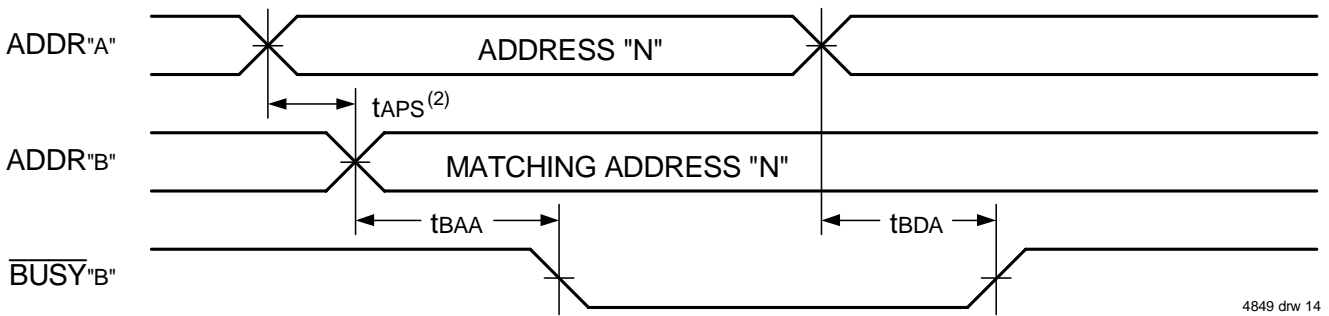 ADDR"A"
ADDRESS "N"
tAPS(2)
ADDR"B"
MATCHING ADDRESS "N"
tBAA
tBDA
BUSY"B"
4849 drw 14